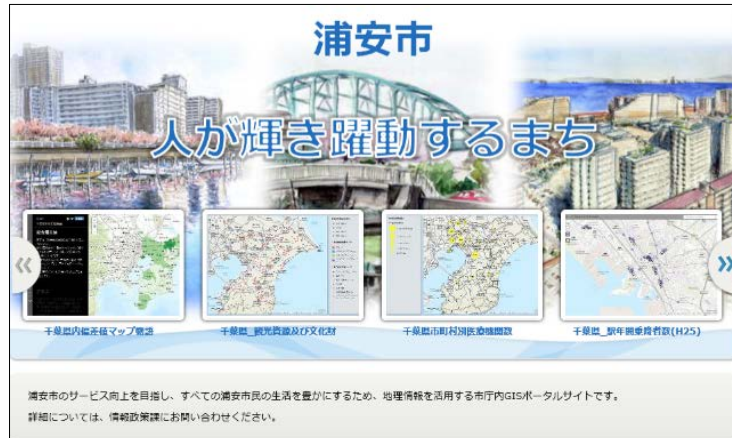 浦安市
人が輝き躍動するまち
千葉県内偏差値マップ物語
千葉県_観光資源及び文化財
千葉県市町村別医療機関数
千葉県_駅年間乗降者数(H25)
浦安市のサービス向上を目指し、すべての浦安市民の生活を豊かにするため、地理情報を活用する市庁内GISポータルサイトです。
詳細については、情報政策課にお問い合わせください。